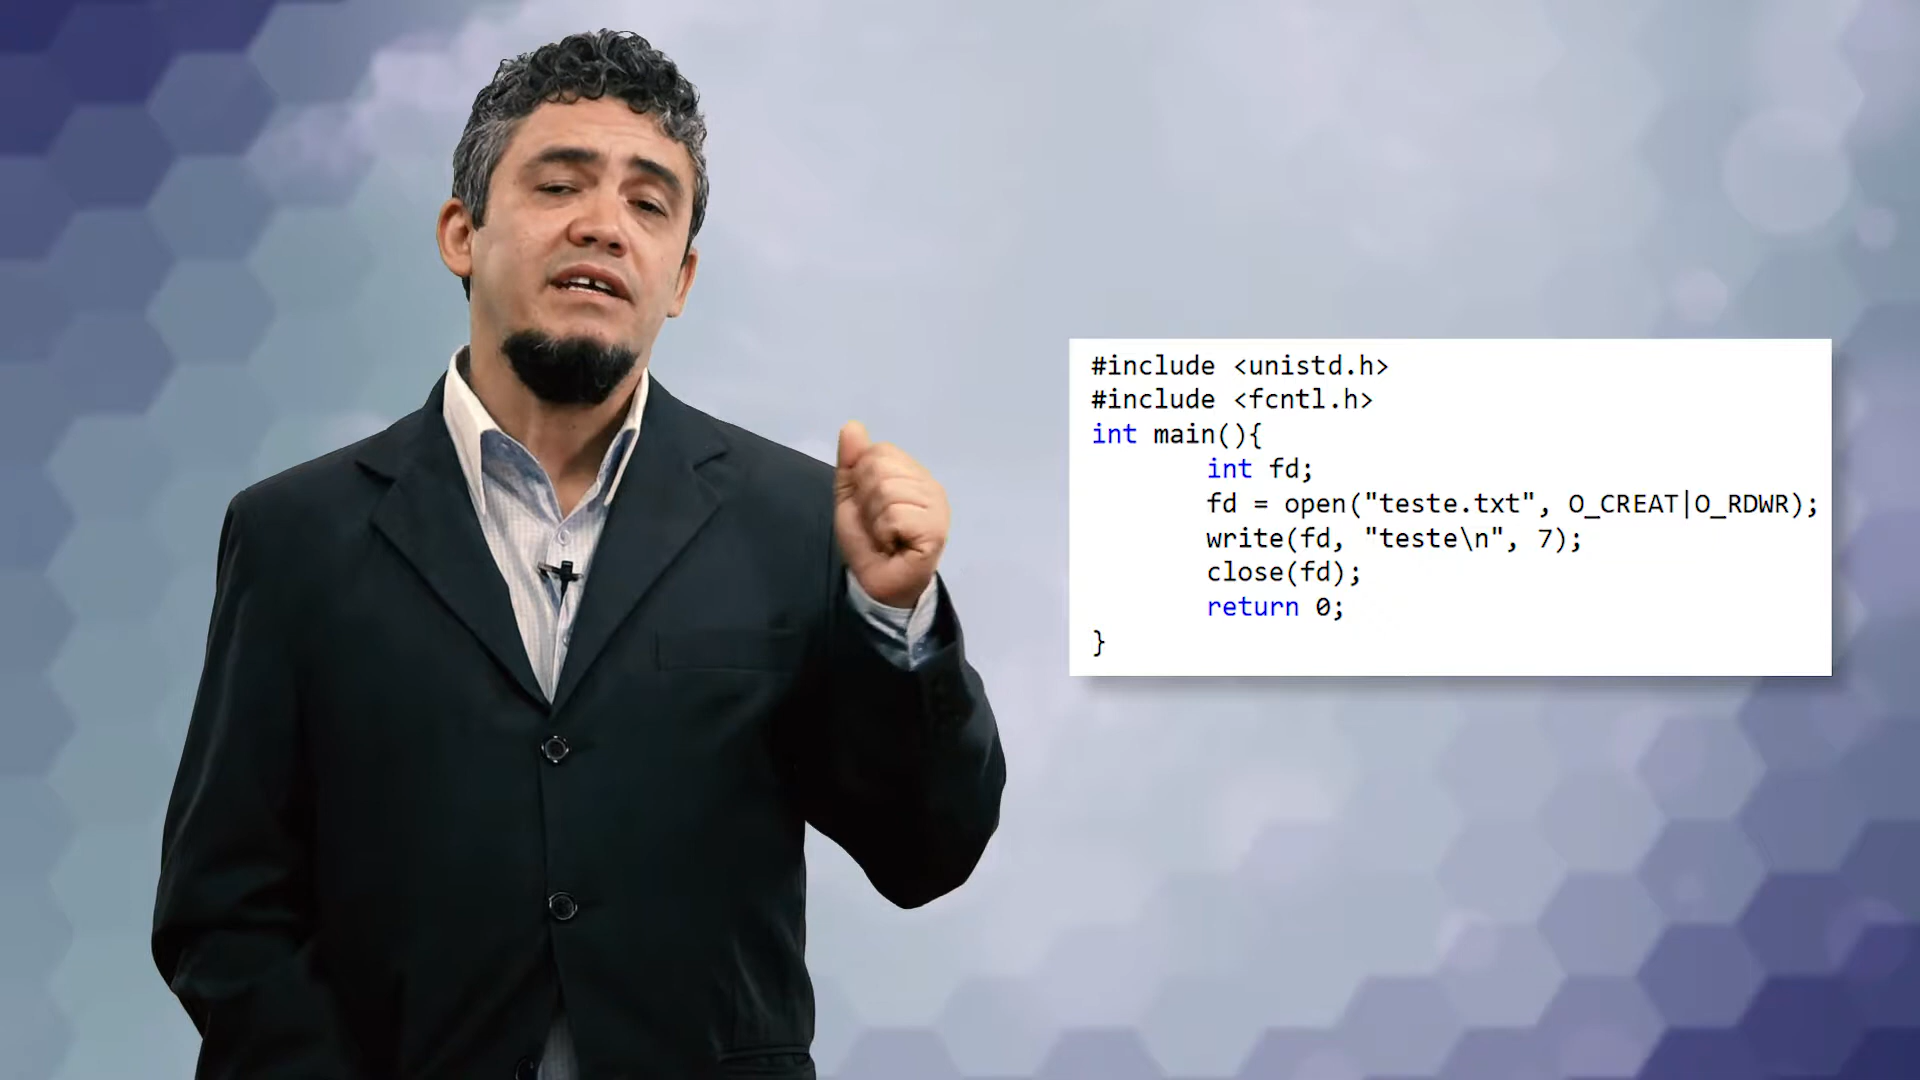 #include <unistd.h>
#include <fcntl.h>
int main(){
int fd;
fd = open("teste.txt", O_CREAT|O_RDWR);
write(fd, "teste\n", 7);
close(fd);
return 0;
}